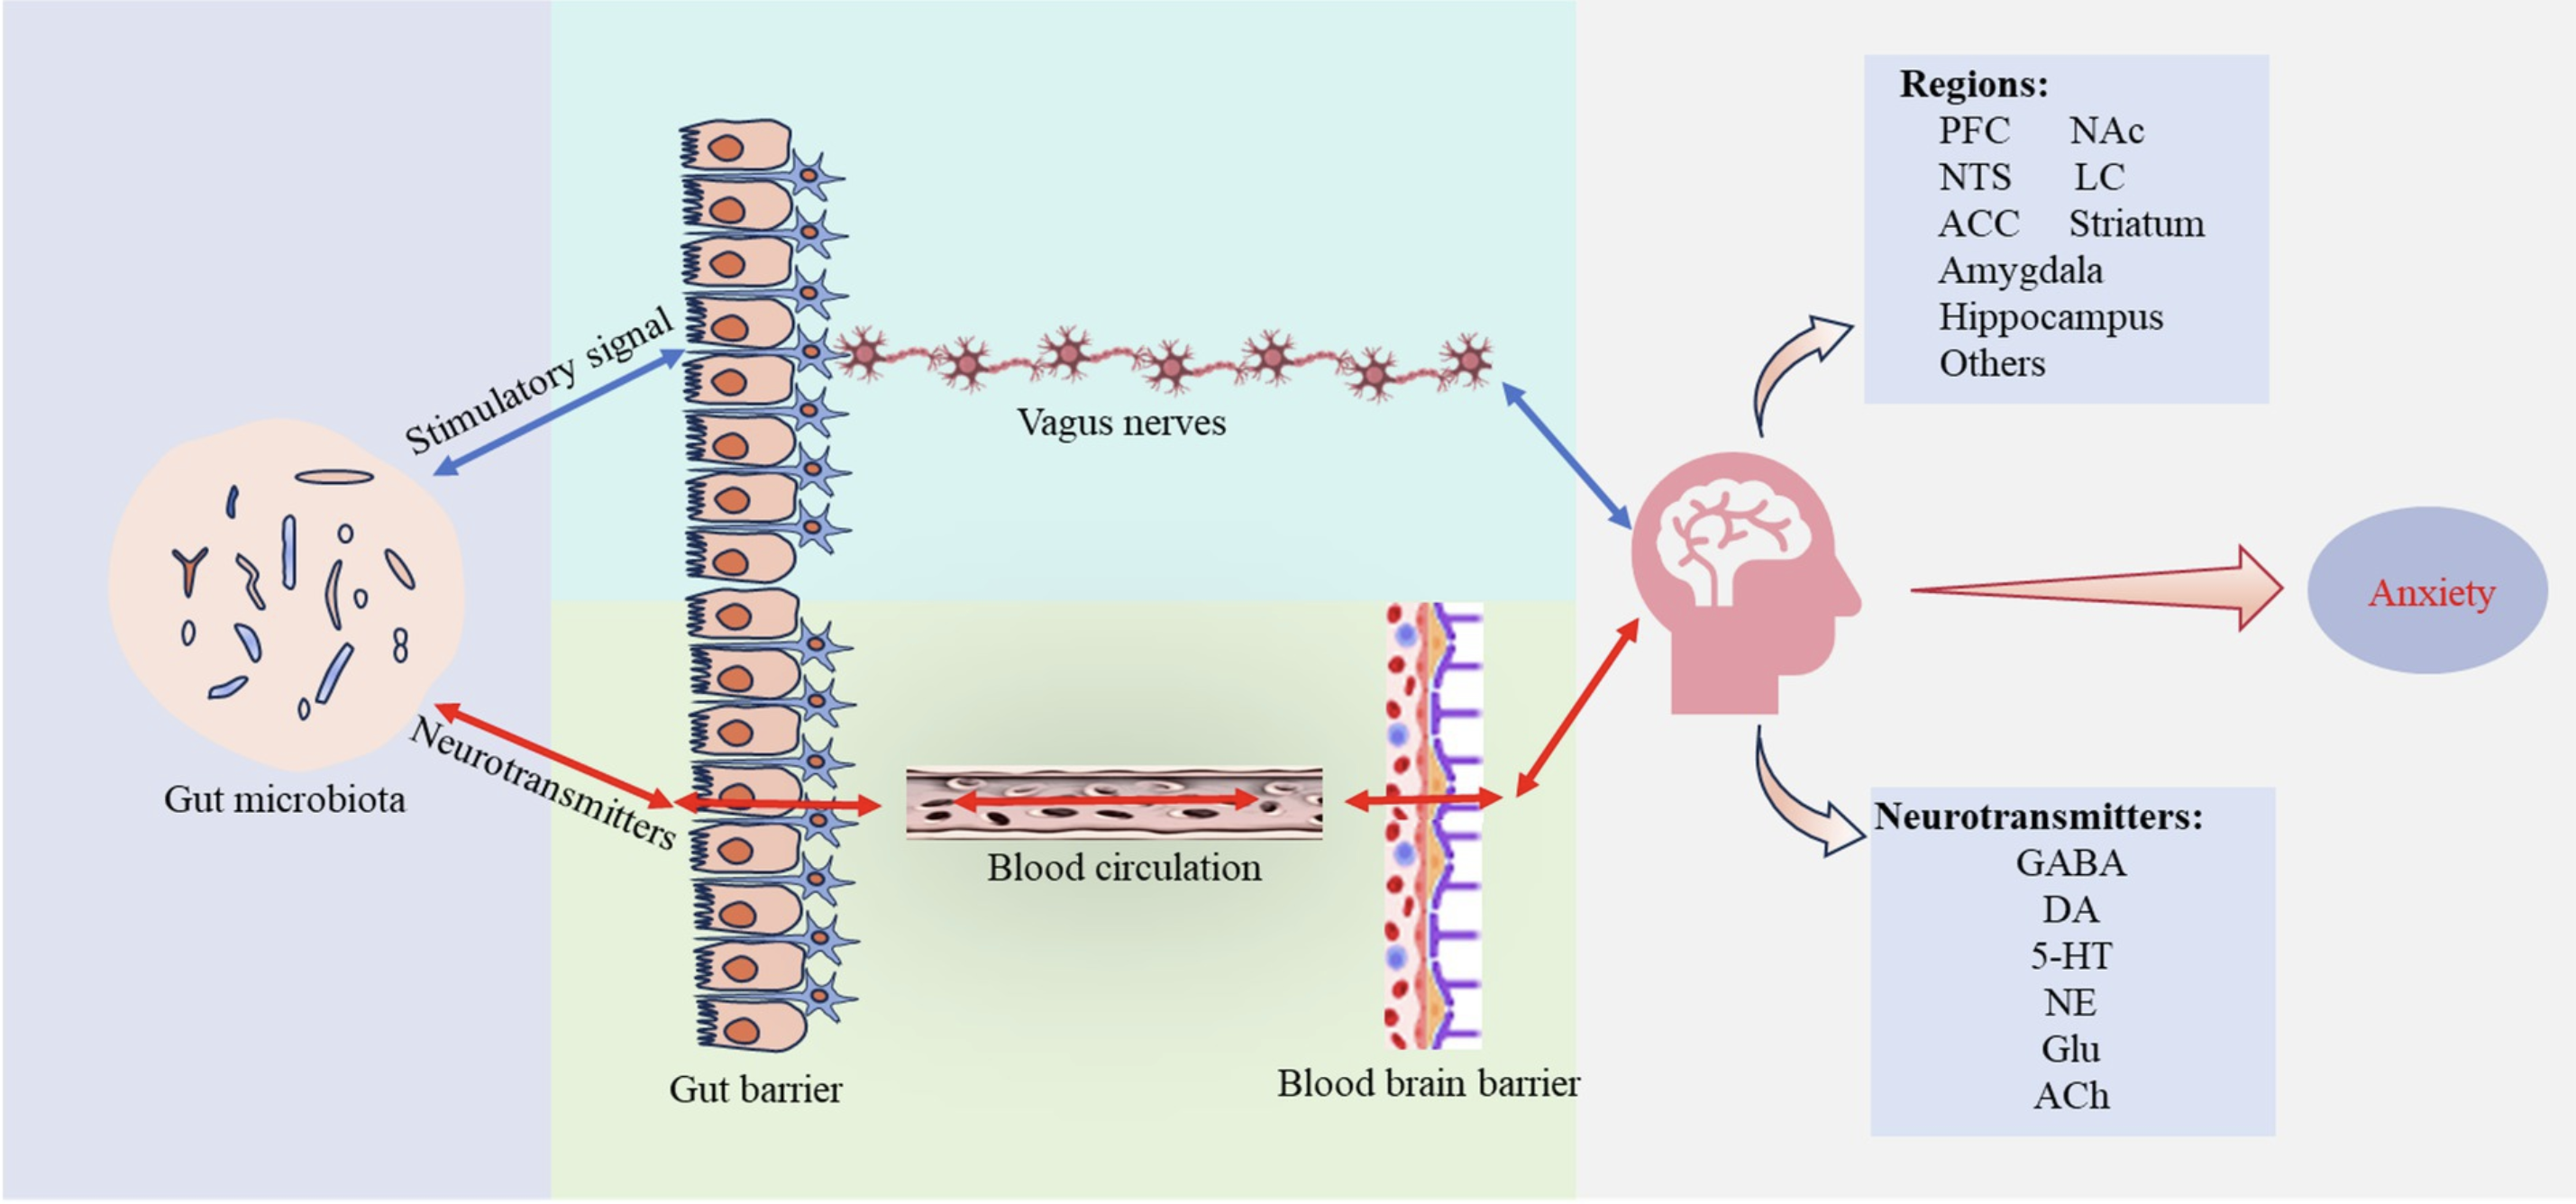 Stimulatory signal
Gut microbiota
Neurotransmitters
Vagus nerves
Blood circulation
Gut barrier
Blood brain barrier
Regions:
PFC NAc
NTS LC
ACC Striatum
Amygdala
Hippocampus
Others
Anxiety
Neurotransmitters:
GABA
DA
5-HT
NE
Glu
ACh